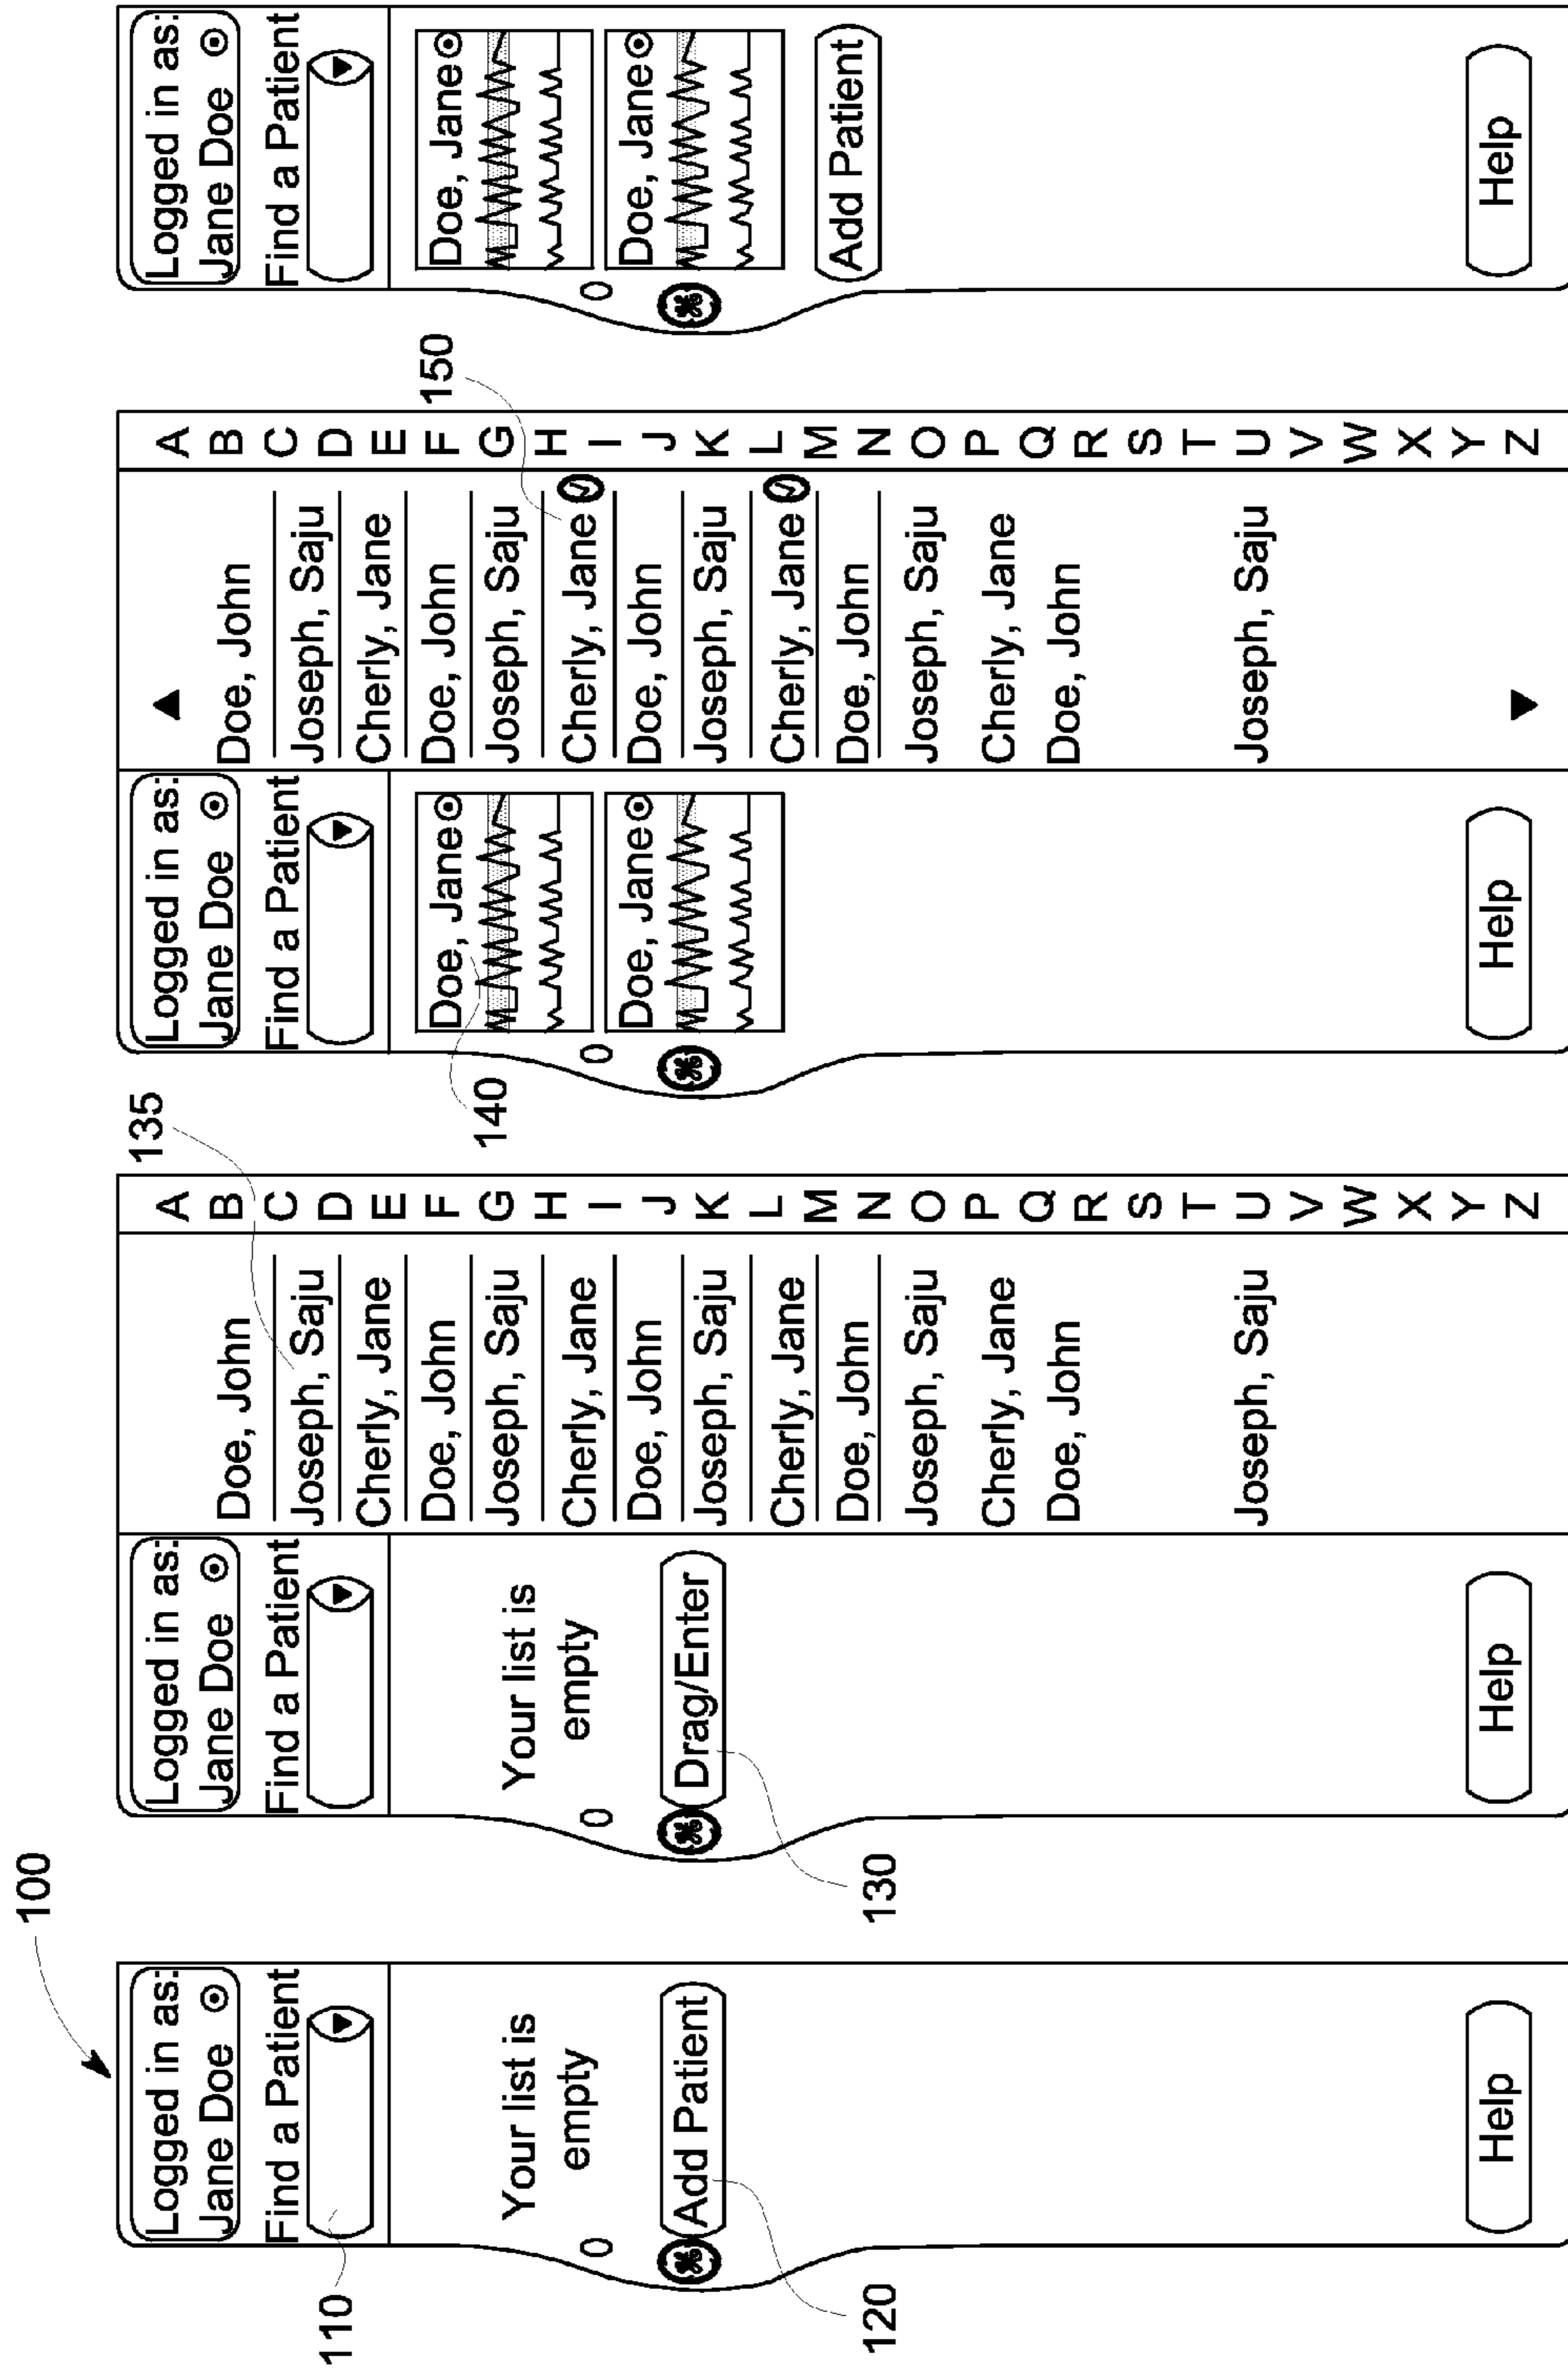 100
110
Logged in as:
Jane Doe
Find a Patient
Your list is
empty
0
Add Patient
120
Help
Logged in as:
Jane Doe
Find a Patient
Your list is
empty
0
Drag/Enter
130
Help
135
Doe, John
Joseph, Saju
Cherly, Jane
Doe, John
Joseph, Saju
Cherly, Jane
Doe, John
Joseph, Saju
Cherly, Jane
Doe, John
Joseph, Saju
Cherly, Jane
Doe, John
Joseph, Saju
A
B
C
D
E
F
G
H
I
J
K
L
M
N
O
P
Q
R
S
T
U
V
W
X
Y
Z
Logged in as:
Jane Doe
Find a Patient
Doe, Jane
140
0
Doe, Jane
Help
150
Doe, John
Joseph, Saju
Cherly, Jane
Doe, John
Joseph, Saju
Cherly, Jane
Doe, John
Joseph, Saju
Cherly, Jane
Doe, John
Joseph, Saju
Cherly, Jane
Doe, John
Joseph, Saju
A
B
C
D
E
F
G
H
I
J
K
L
M
N
O
P
Q
R
S
T
U
V
W
X
Y
Z
Logged in as:
Jane Doe
Find a Patient
Doe, Jane
0
Doe, Jane
Add Patient
Help